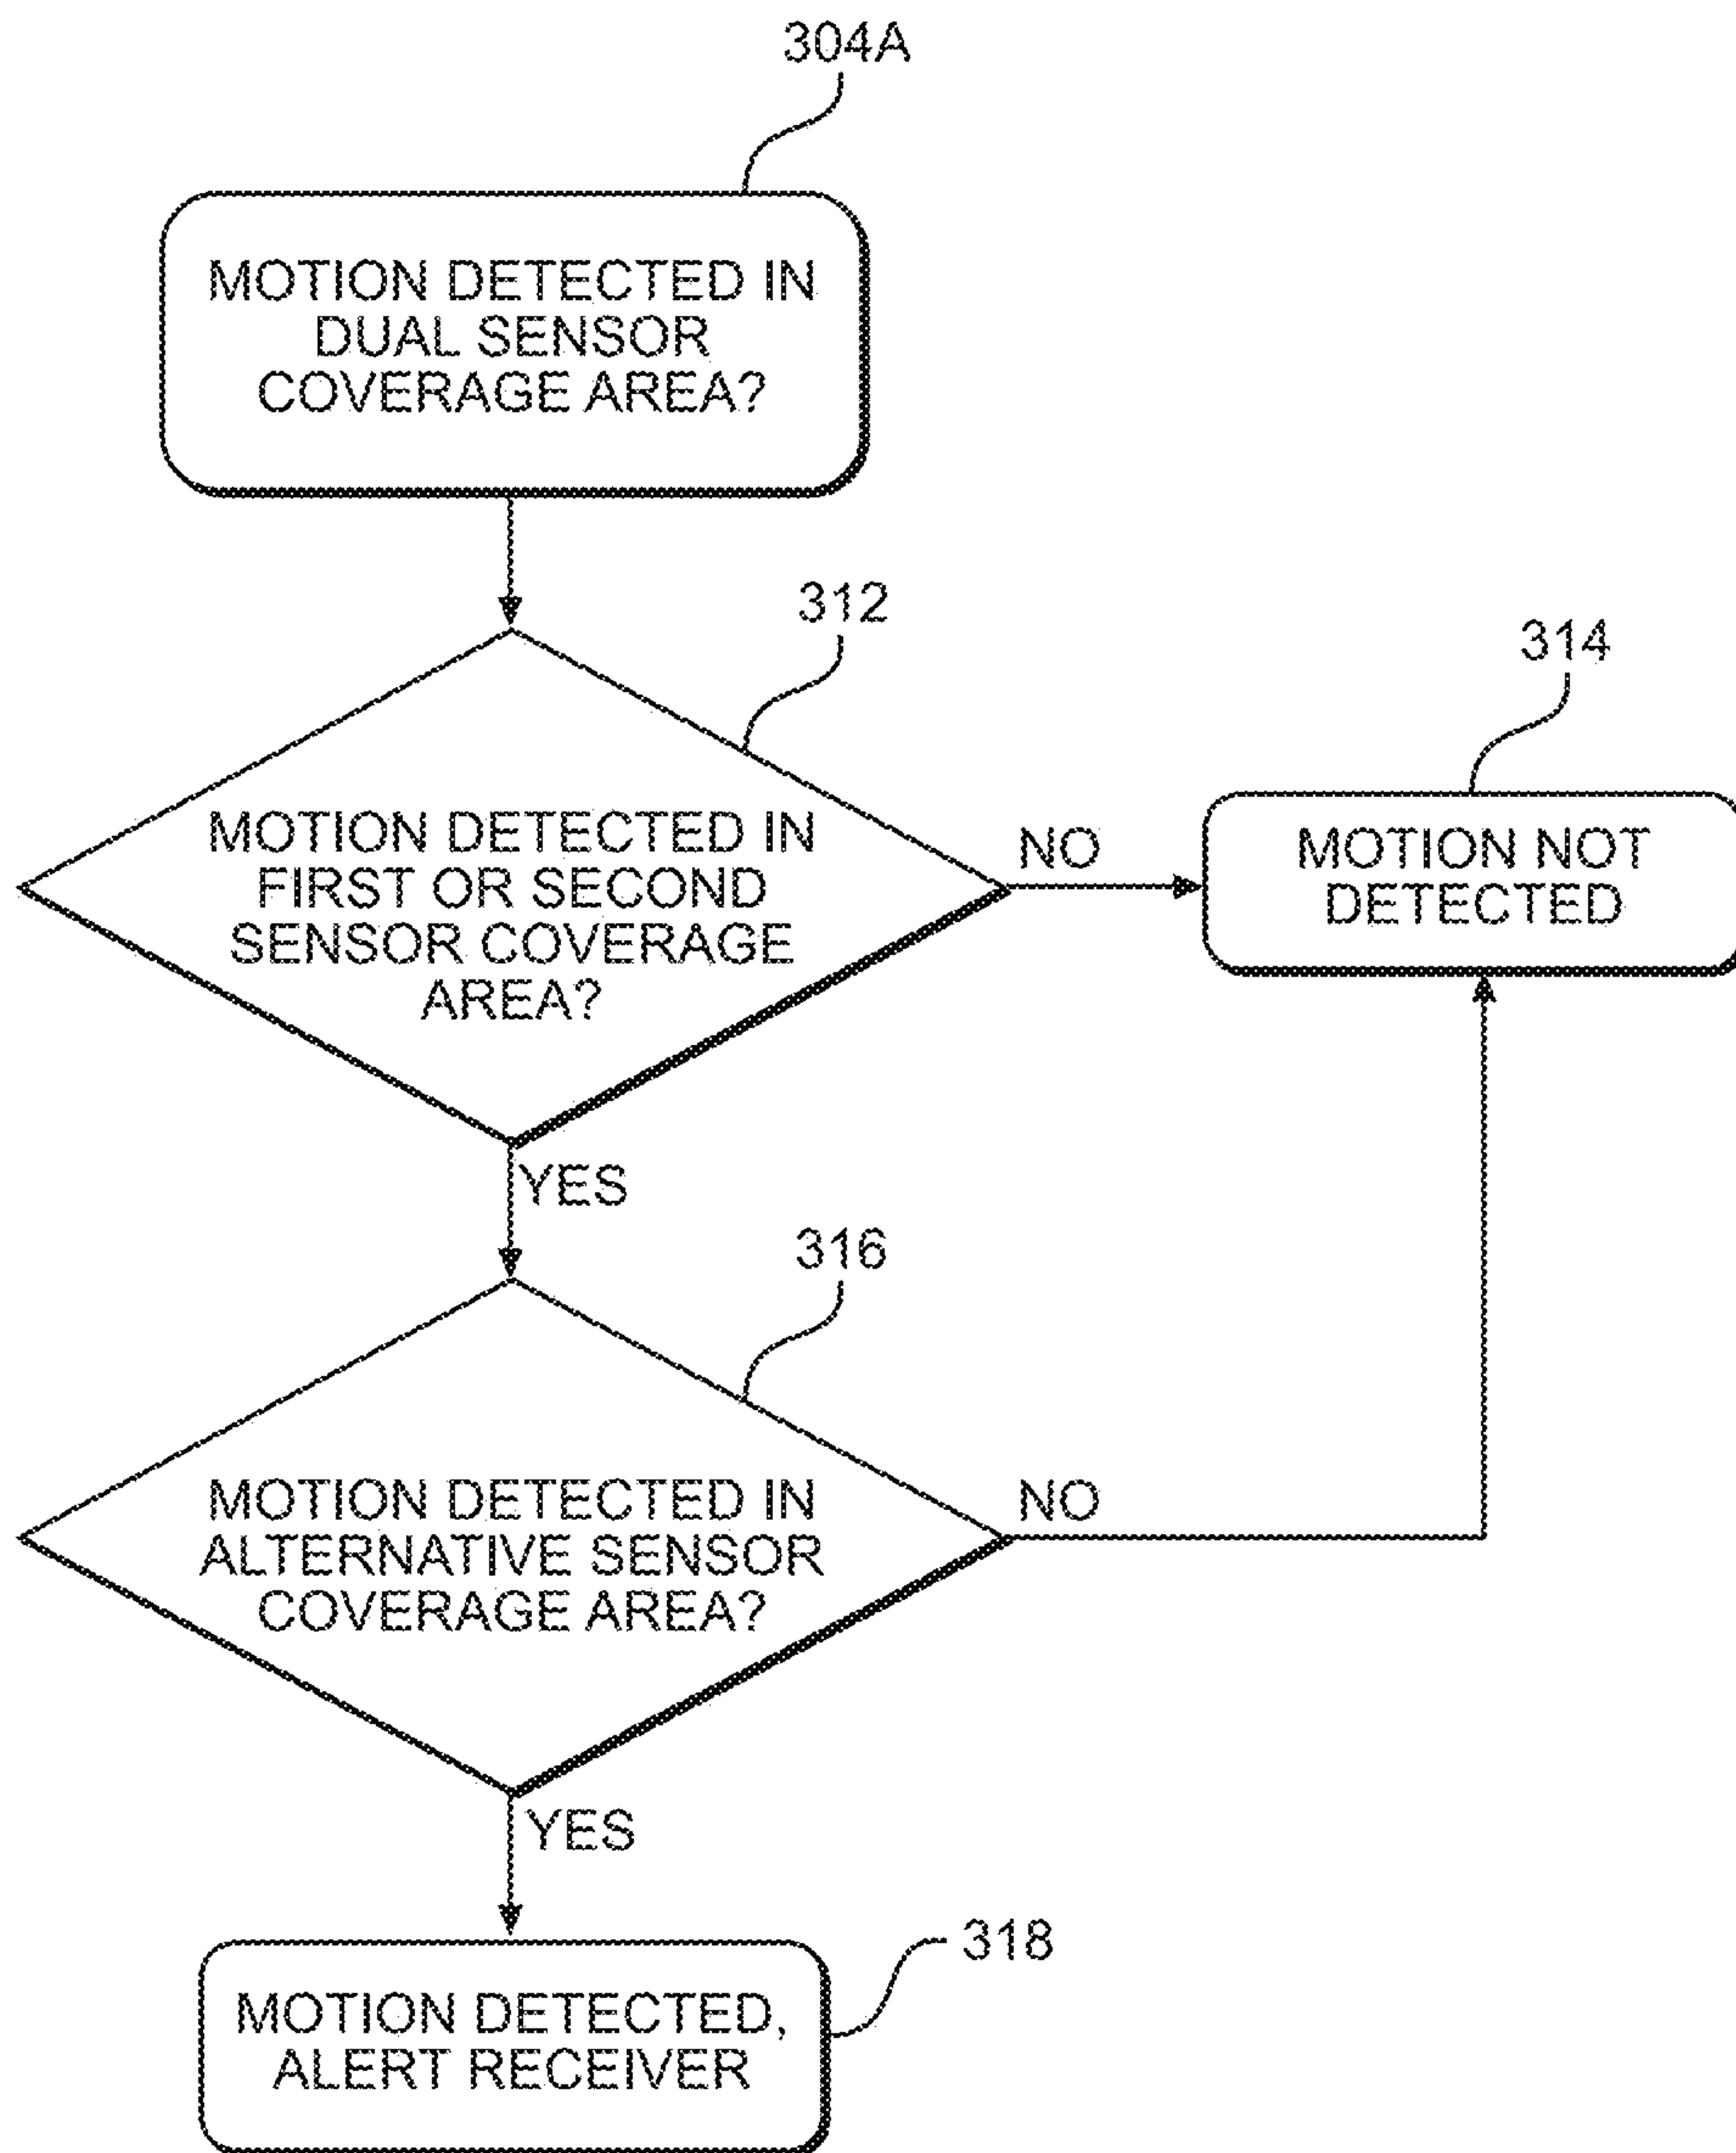 304A
MOTION DETECTED IN
DUAL SENSOR
COVERAGE AREA?
312
314
MOTION DETECTED IN
FIRST OR SECOND
SENSOR COVERAGE
AREA?
NO
MOTION NOT
DETECTED
YES
316
MOTION DETECTED IN
ALTERNATIVE SENSOR
COVERAGE AREA?
NO
YES
318
MOTION DETECTED,
ALERT RECEIVER